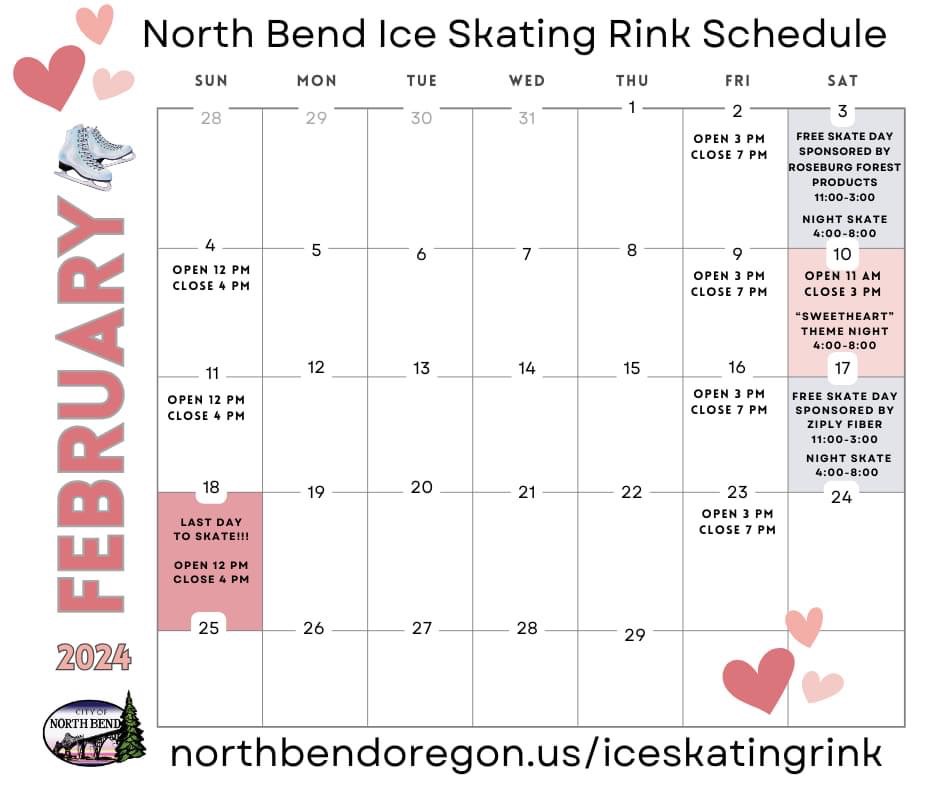 North Bend Ice Skating Rink Schedule
SUN MON TUE WED THU FRI SAT
28 29 30 31 1 2 3
OPEN 3 PM
CLOSE 7 PM
FREE SKATE DAY
SPONSORED BY
ROSEBURG FOREST
PRODUCTS
11:00-3:00
NIGHT SKATE
4:00-8:00
4 5 6 7 8 9 10
OPEN 12 PM
CLOSE 4 PM
OPEN 3 PM
CLOSE 7 PM
OPEN 11 AM
CLOSE 3 PM
"SWEETHEART"
THEME NIGHT
4:00-8:00
11 12 13 14 15 16 17
OPEN 12 PM
CLOSE 4 PM
OPEN 3 PM
CLOSE 7 PM
FREE SKATE DAY
SPONSORED BY
ZIPLY FIBER
11:00-3:00
NIGHT SKATE
4:00-8:00
18 19 20 21 22 23 24
LAST DAY
TO SKATE!!!
OPEN 12 PM
CLOSE 4 PM
OPEN 3 PM
CLOSE 7 PM
25 26 27 28 29
FEBRUARY
2024
CITY OF
NORTH BEND
northbendoregon.us/iceskatingrink